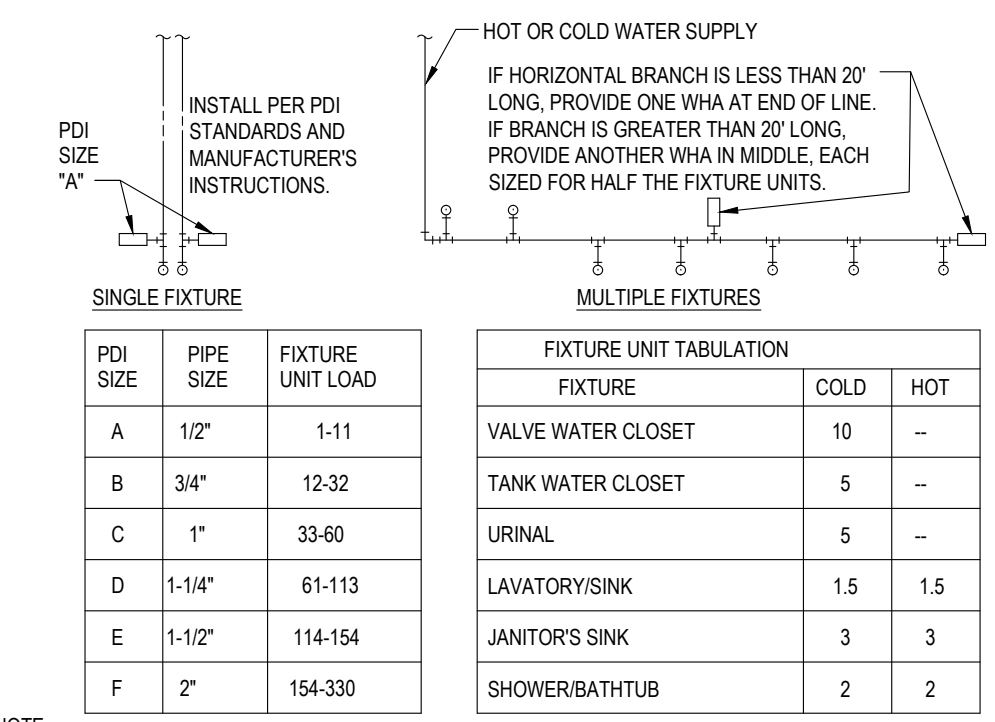 HOT OR COLD WATER SUPPLY
INSTALL PER PDI
STANDARDS AND
MANUFACTURER'S
INSTRUCTIONS.
PDI
SIZE
"A"
IF HORIZONTAL BRANCH IS LESS THAN 20'
LONG, PROVIDE ONE WHA AT END OF LINE.
IF BRANCH IS GREATER THAN 20' LONG,
PROVIDE ANOTHER WHA IN MIDDLE, EACH
SIZED FOR HALF THE FIXTURE UNITS.
SINGLE FIXTURE
MULTIPLE FIXTURES
PDI SIZE PIPE SIZE FIXTURE UNIT LOAD
A 1/2" 1-11
B 3/4" 12-32
C 1" 33-60
D 1-1/4" 61-113
E 1-1/2" 114-154
F 2" 154-330
FIXTURE UNIT TABULATION
FIXTURE COLD HOT
VALVE WATER CLOSET 10 --
TANK WATER CLOSET 5 --
URINAL 5 --
LAVATORY/SINK 1.5 1.5
JANITOR'S SINK 3 3
SHOWER/BATHTUB 2 2